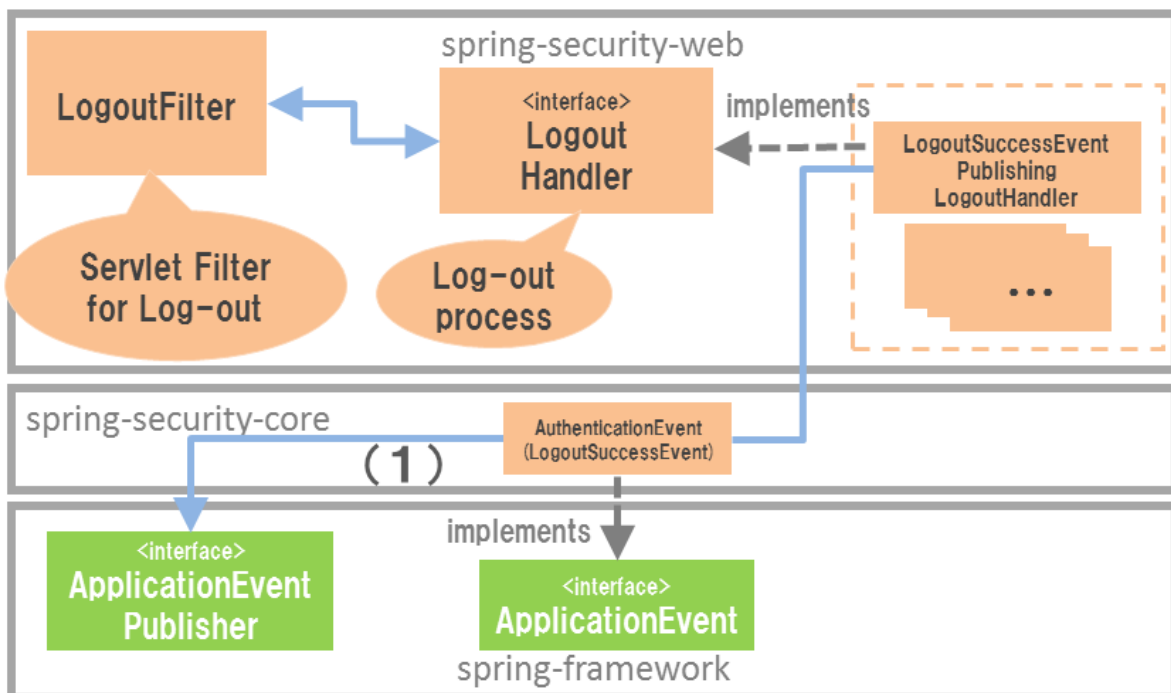 spring-security-web
LogoutFilter
<interface>
Logout
Handler
implements
LogoutSuccessEvent
Publishing
LogoutHandler
Servlet Filter
for Log-out
Log-out
process
...
spring-security-core
(1)
AuthenticationEvent
(LogoutSuccessEvent)
implements
<interface>
ApplicationEvent
Publisher
<interface>
ApplicationEvent
spring-framework